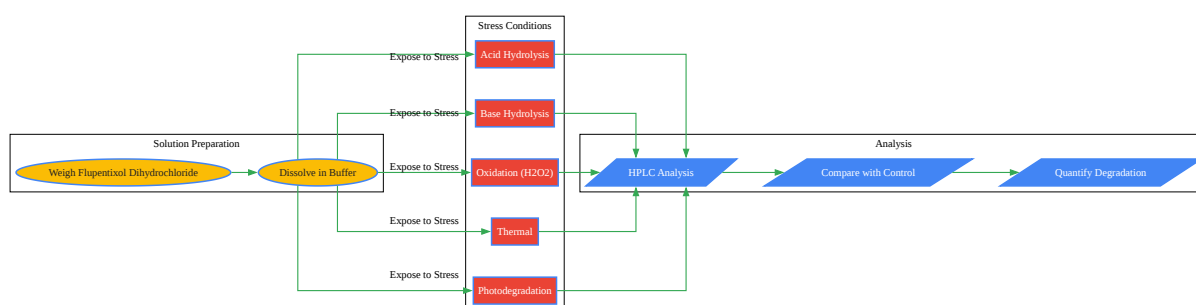 Stress Conditions
Expose to Stress
Acid Hydrolysis
Expose to Stress
Base Hydrolysis
Solution Preparation
Analysis
Weigh Flupentixol Dihydrochloride
Dissolve in Buffer
Expose to Stress
Oxidation (H2O2)
HPLC Analysis
Compare with Control
Quantify Degradation
Expose to Stress
Thermal
Expose to Stress
Photodegradation